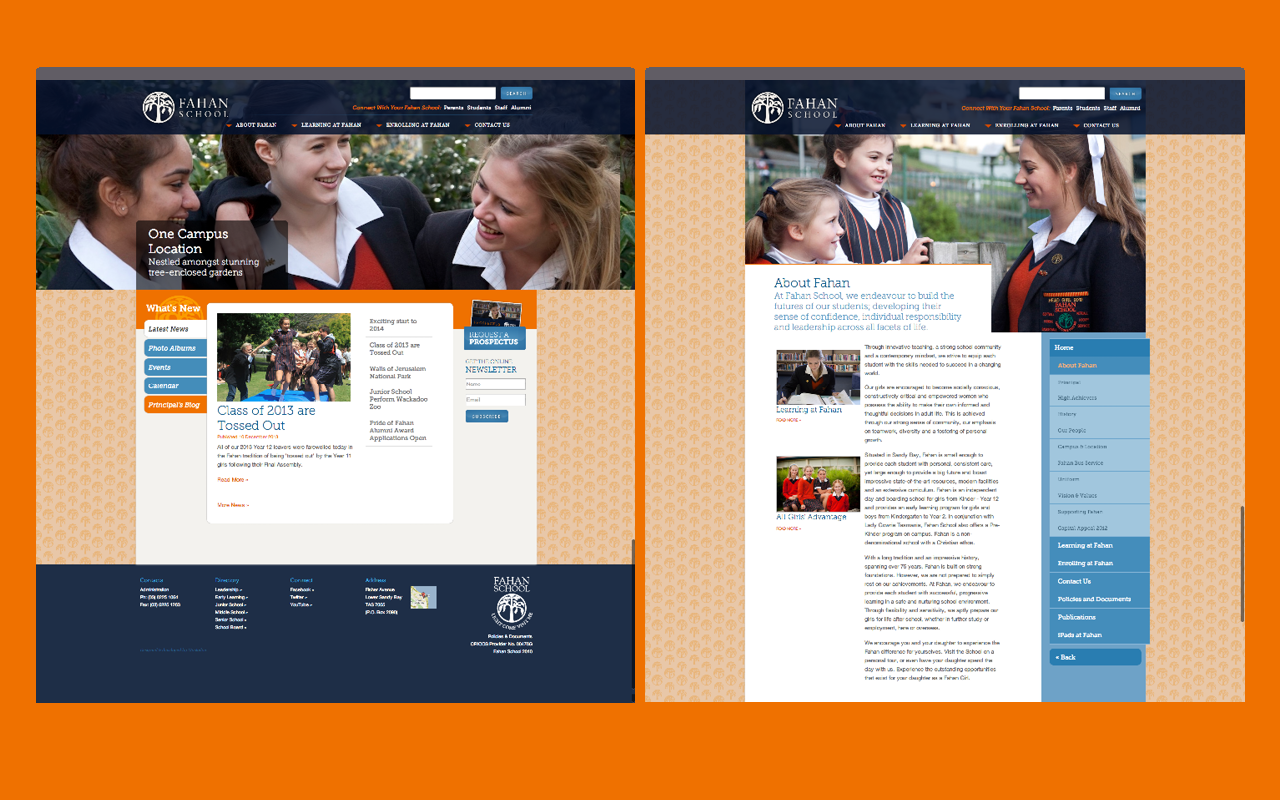 FAHAN
SCHOOL
SEARCH
Connect With Your Fahan School: Parents Students Staff Alumni
ABOUT FAHAN LEARNING AT FAHAN ENROLLING AT FAHAN CONTACT US
One Campus
Location
Nestled amongst stunning
tree-enclosed gardens
What's New
Latest News
Photo Albums
Events
Calendar
Principal's Blog
Class of 2013 are
Tossed Out
All of our 2013 Year 12 leavers were farewelled today in
the Fahan tradition of being "tossed out" by the Year 11
girls following their Final Assembly.
Read More »
More News »
Exciting start to
2014
Class of 2013 are
Tossed Out
Walls of Jerusalem
National Park
Junior School
Perform Wackadoo
Zoo
Pride of Fahan
Alumni Award
Applications Open
REQUEST A
PROSPECTUS
GET THE ONLINE
NEWSLETTER
Name
Email
SUBSCRIBE
Contacts
Administration
Directory
Leadership »
Early Learning »
Junior School »
Middle School »
Senior School »
School Board »
Connect
Facebook »
Twitter »
YouTube »
Address
Fisher Avenue
Lower Sandy Bay
TAS 7005
FAHAN
SCHOOL
Policies & Documents
FAHAN
SCHOOL
SEARCH
Connect With Your Fahan School: Parents Students Staff Alumni
ABOUT FAHAN LEARNING AT FAHAN ENROLLING AT FAHAN CONTACT US
About Fahan
At Fahan School, we endeavour to build the
futures of our students, developing their
sense of confidence, individual responsibility
and leadership across all facets of life.
Learning at Fahan
READ MORE »
All Girls' Advantage
READ MORE »
Through innovative teaching, a strong school community
and a contemporary mindset, we strive to equip each
student with the skills needed to succeed in a changing
world.
Our girls are encouraged to become socially conscious,
constructively critical and empowered women who
possess the ability to make their own informed and
thoughtful decisions in adult life. This is achieved
through our strong sense of community, our emphasis
on teamwork, diversity and a fostering of personal
growth.
Situated in Sandy Bay, Fahan is small enough to
provide each student with personal, consistent care,
yet large enough to provide a big future and boast
impressive state-of-the-art resources, modern facilities
and an extensive curriculum. Fahan is an independent
day and boarding school for girls from Kinder - Year 12
and provides an early learning program for girls and
boys from Kindergarten to Year 2. In conjunction with
Lady Gowrie Tasmania, Fahan School also offers a Pre-
Kinder program on campus. Fahan is a non-
denominational school with a Christian ethos.
With a long tradition and an impressive history,
spanning over 75 years, Fahan is built on strong
foundations. However, we are not prepared to simply
rest on our achievements. At Fahan, we endeavour to
provide each student with successful, progressive
learning in a safe and nurturing school environment.
Through flexibility and sensitivity, we aptly prepare our
girls for life after school, whether in further study or
employment, here or overseas.
We encourage you and your daughter to experience the
Fahan difference for yourselves. Visit the School on a
personal tour, or even have your daughter spend the
day with us. Experience the outstanding opportunities
that exist for your daughter as a Fahan Girl.
Home
About Fahan
Principal
High Achievers
History
Our People
Campus & Location
Fahan Bus Service
Uniform
Vision & Values
Supporting Fahan
Capital Appeal 2012
Learning at Fahan
Enrolling at Fahan
Contact Us
Policies and Documents
Publications
iPads at Fahan
« Back